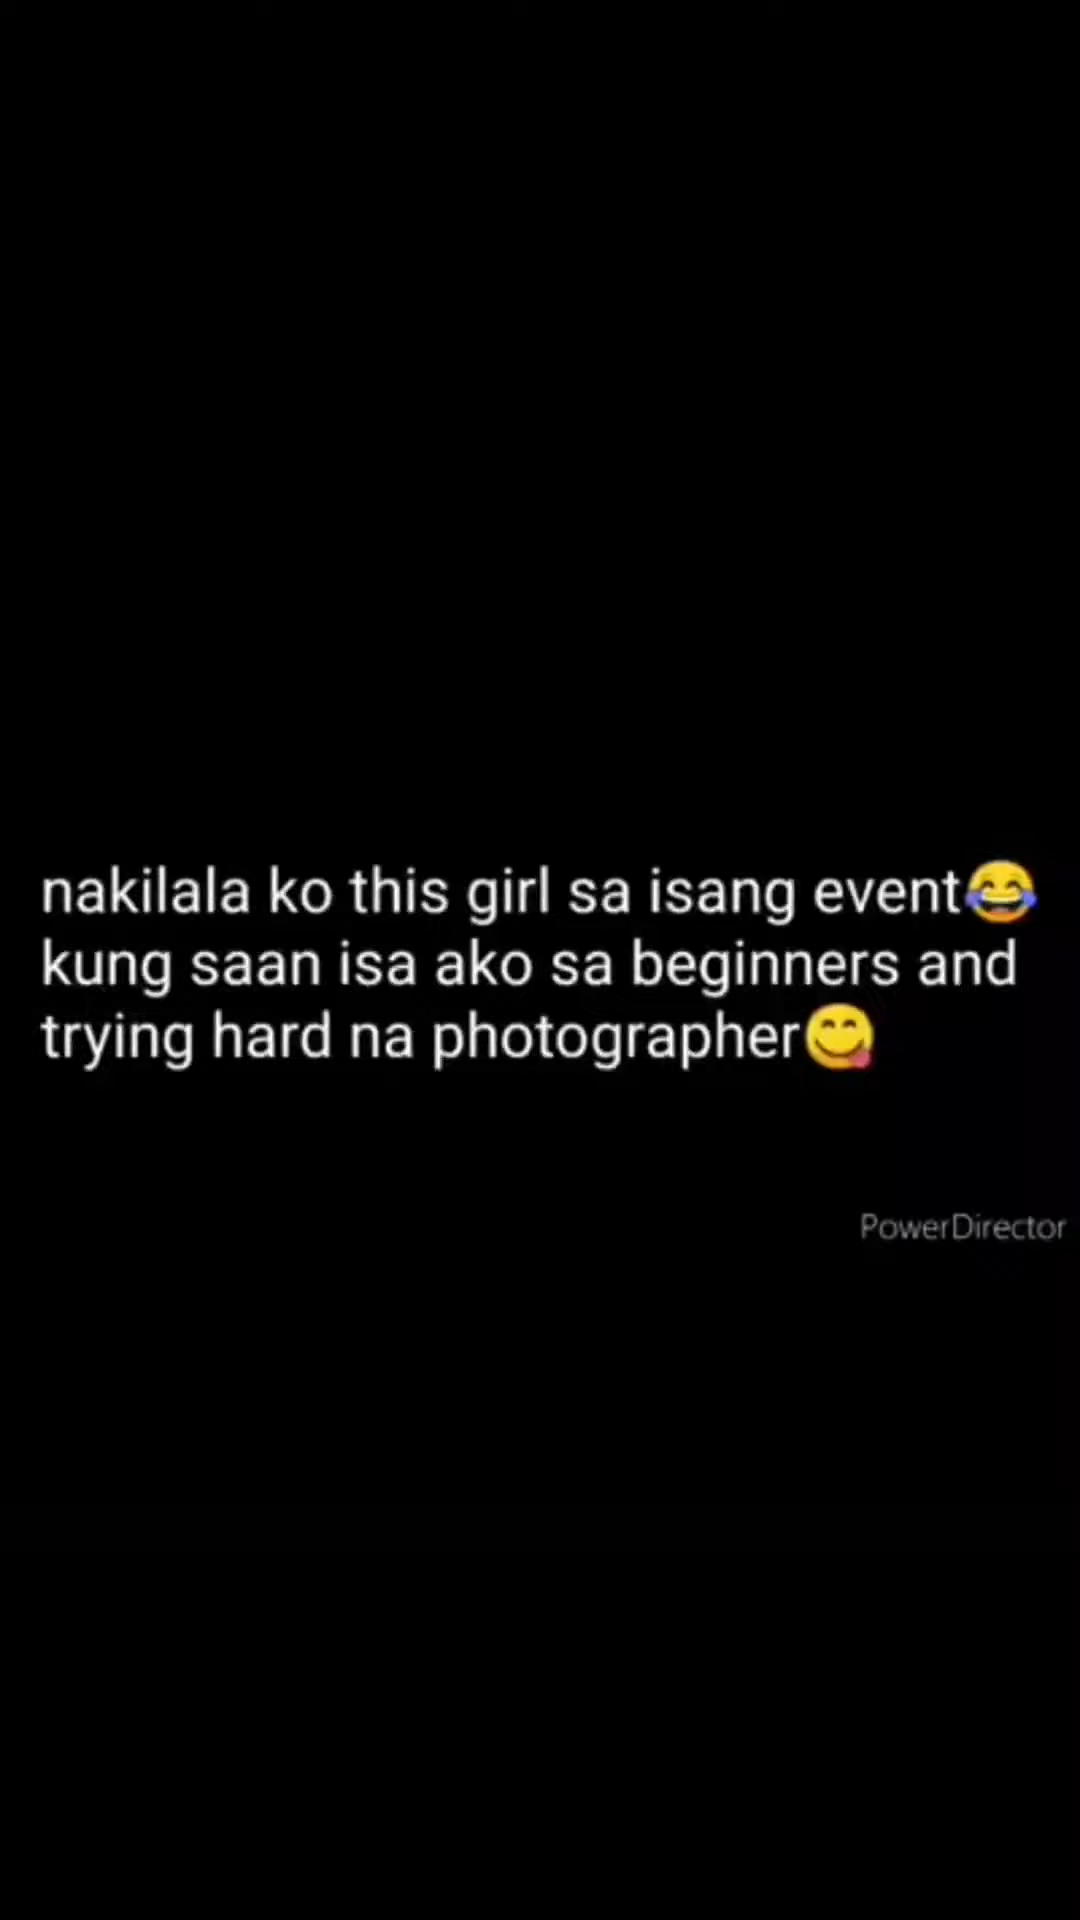 nakilala ko this girl sa isang event😂
kung saan isa ako sa beginners and
trying hard na photographer😋
PowerDirector